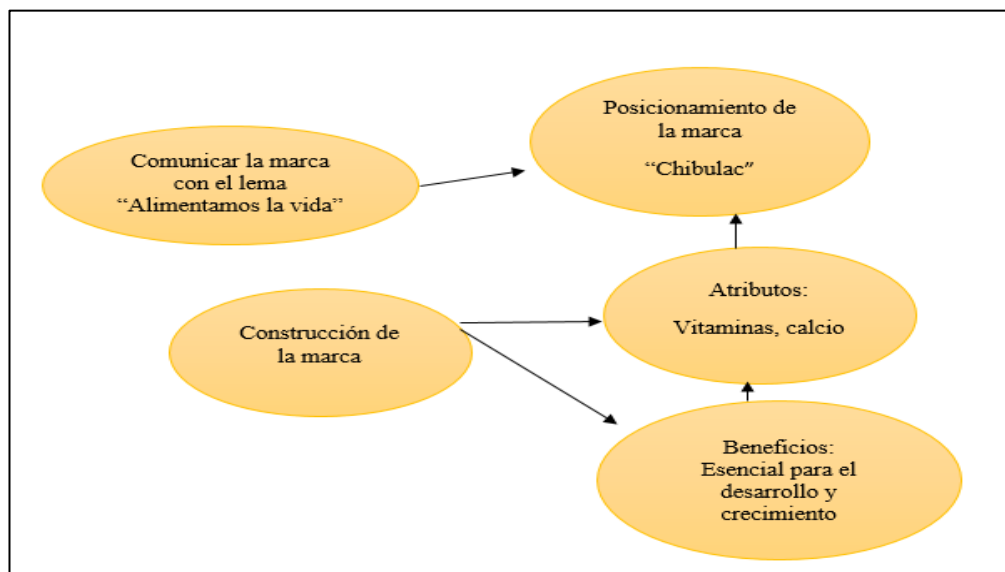 Posicionamiento de
la marca
“Chibulac”
Comunicar la marca
con el lema
“Alimentamos la vida”
Atributos:
Vitaminas, calcio
Construcción de
la marca
Beneficios:
Esencial para el
desarrollo y
crecimiento